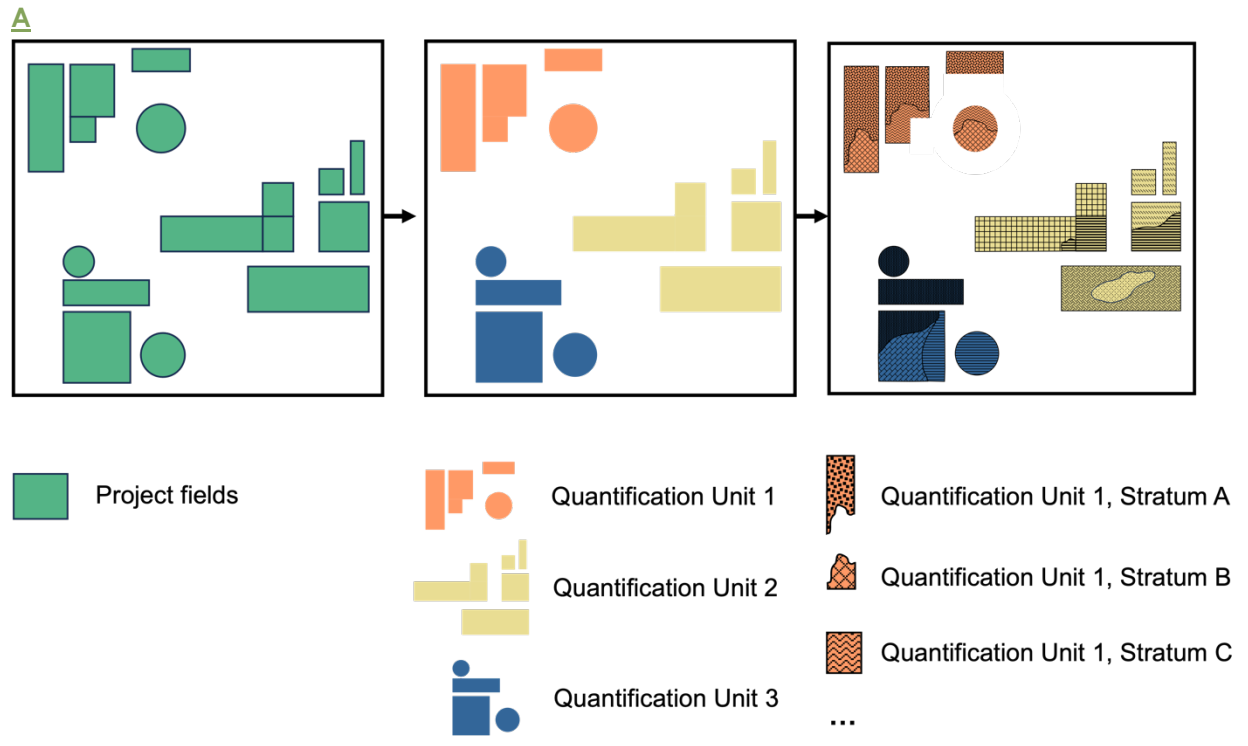 A
Project fields
Quantification Unit 1
Quantification Unit 2
Quantification Unit 3
Quantification Unit 1, Stratum A
Quantification Unit 1, Stratum B
Quantification Unit 1, Stratum C
...